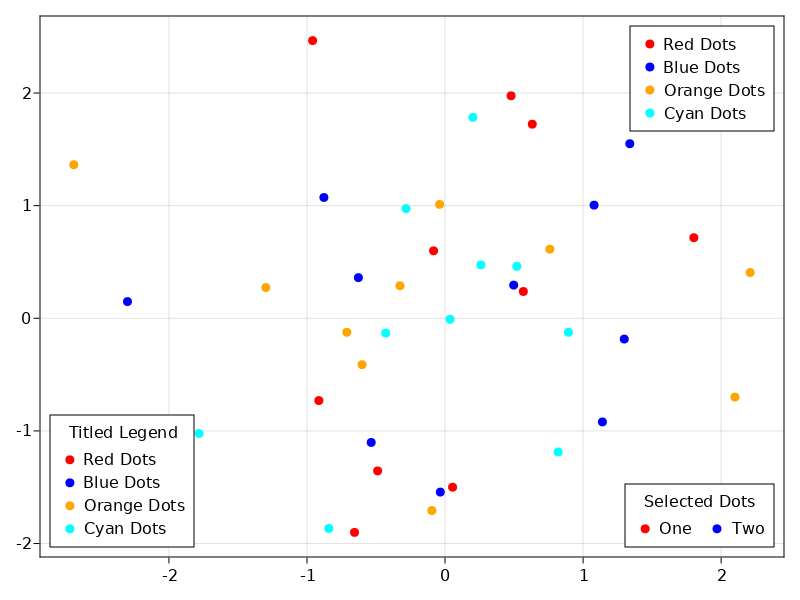 Red Dots
Blue Dots
Orange Dots
Cyan Dots
2
1
0
-1
-2
Titled Legend
Red Dots
Blue Dots
Orange Dots
Cyan Dots
Selected Dots
One Two
-2 -1 0 1 2